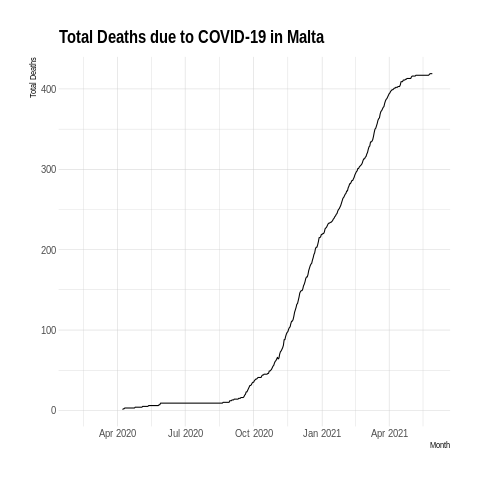 Total Deaths due to COVID-19 in Malta
Total Deaths
400
300
200
100
0
Apr 2020 Jul 2020 Oct 2020 Jan 2021 Apr 2021
Month